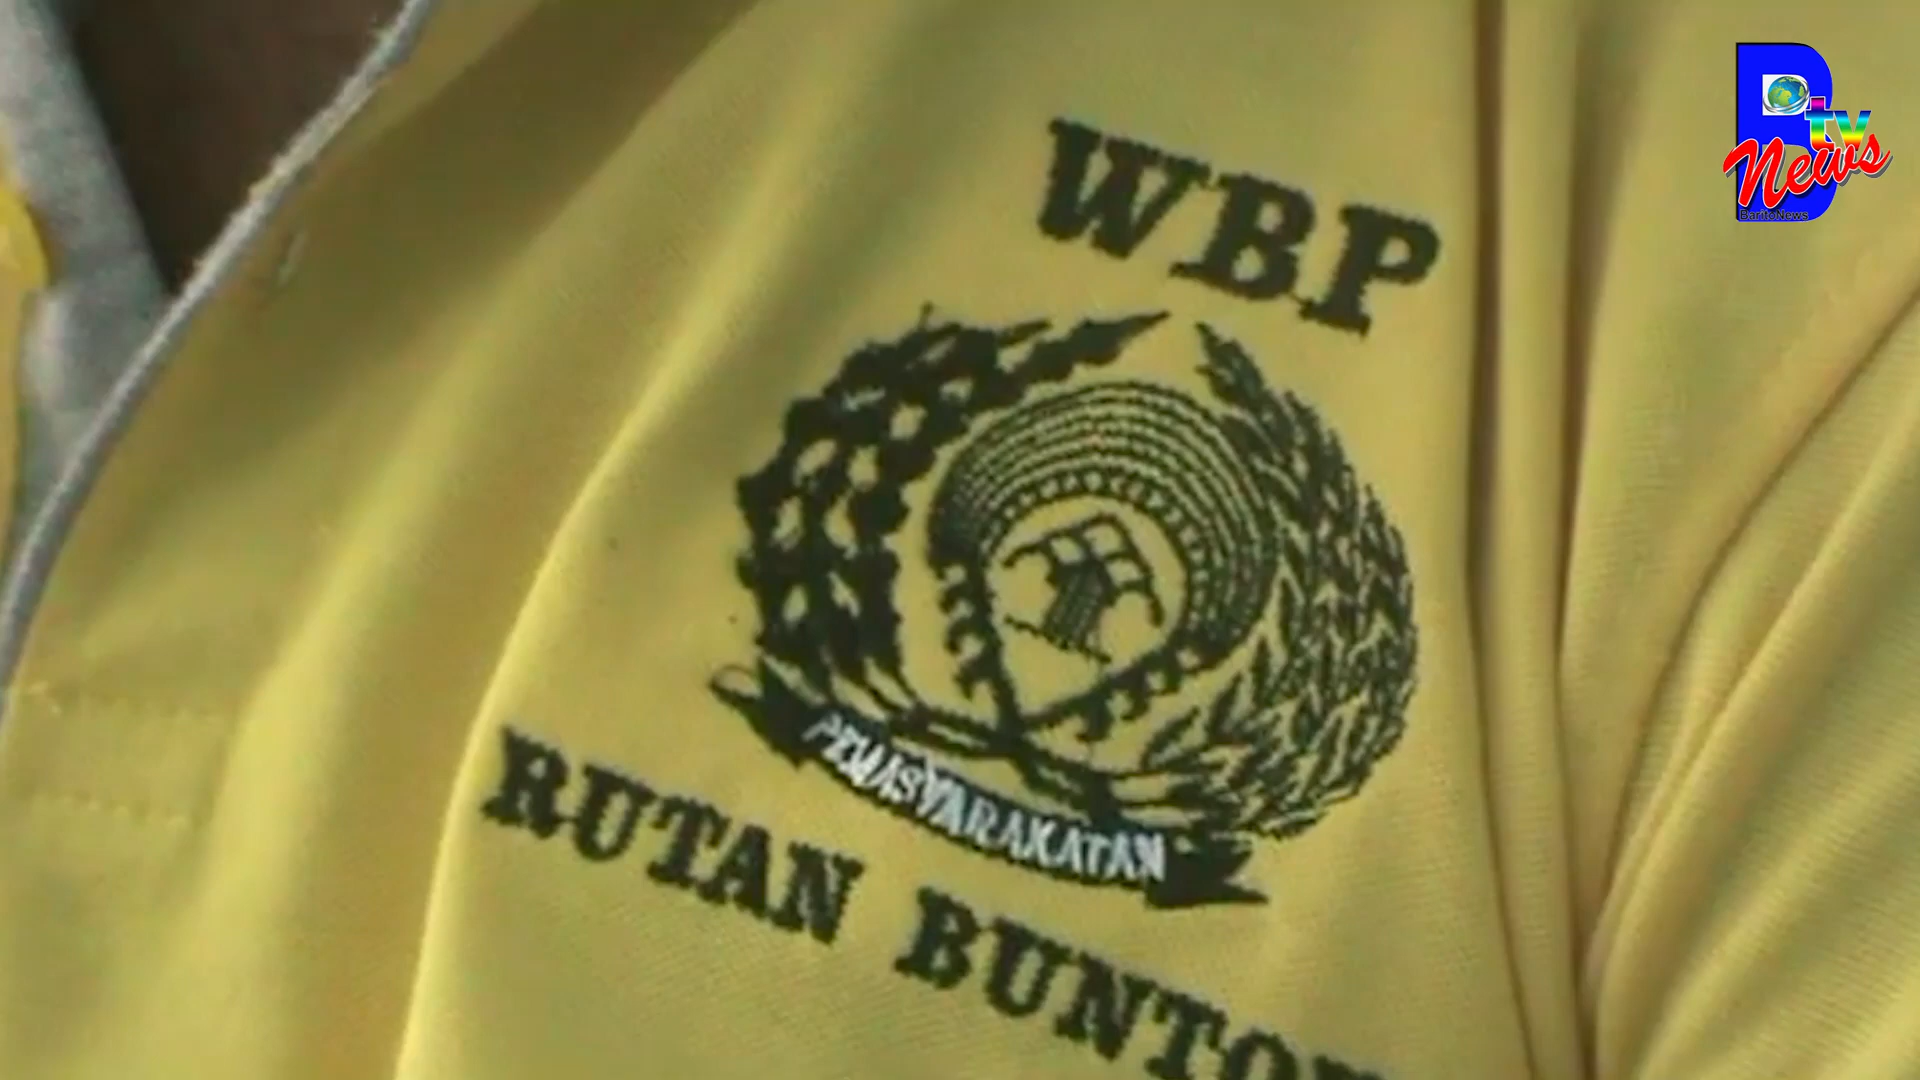 WBP
PEMASYARAKATAN
RUTAN BUNTO
tv
News
BaritoNews